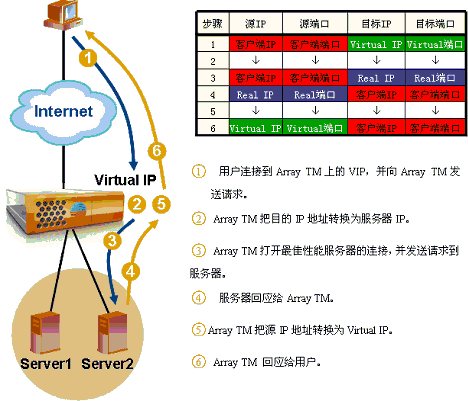 步骤 源IP 源端口 目标IP 目标端口
1 客户端IP 客户端端口 Virtual IP Virtual端口
2 ↓ ↓ ↓ ↓
3 客户端IP 客户端端口 Real IP Real端口
4 Real IP Real端口 客户端IP 客户端端口
5 ↓ ↓ ↓ ↓
6 Virtual IP Virtual端口 客户端IP 客户端端口
1
Internet
6
Virtual IP
2 5
3
4
Server1 Server2
① 用户连接到 Array TM 上的 VIP，并向 Array TM 发
送请求。
② Array TM 把目的 IP 地址转换为服务器 IP。
③ Array TM 打开最佳性能服务器的连接，并发送请求到
服务器。
④ 服务器回应给 Array TM。
⑤ Array TM 把源 IP 地址转换为 Virtual IP。
⑥ Array TM 回应给用户。